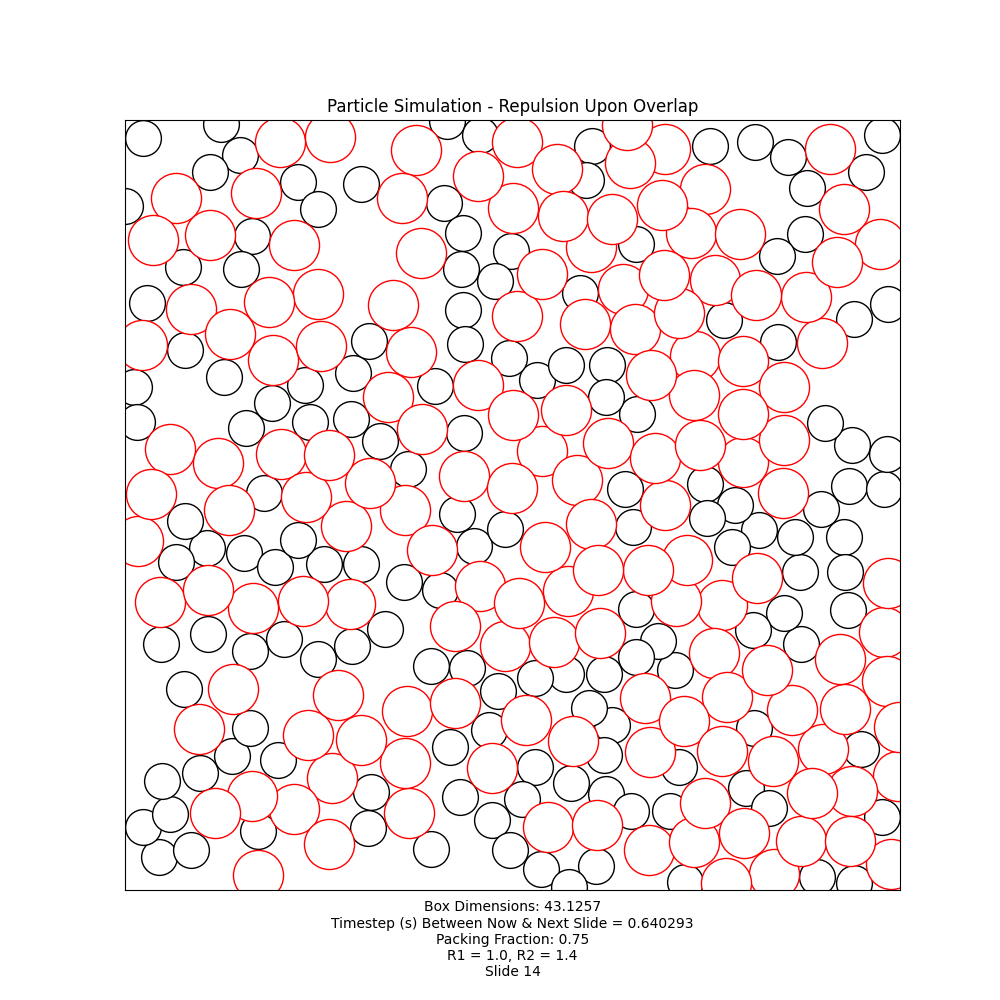 Particle Simulation - Repulsion Upon Overlap
Box Dimensions: 43.1257
Timestep (s) Between Now & Next Slide = 0.640293
Packing Fraction: 0.75
R1 = 1.0, R2 = 1.4
Slide 14